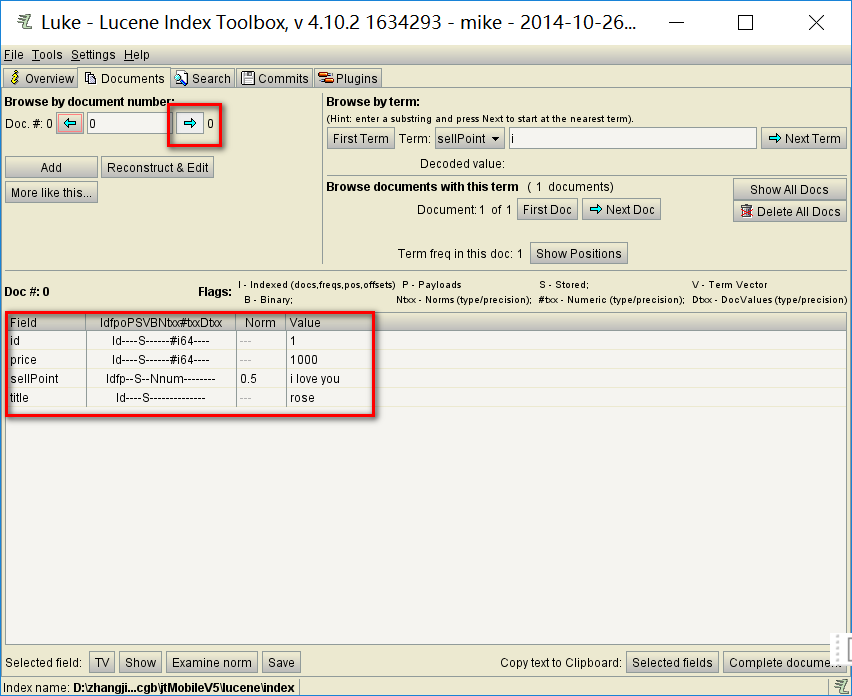 Luke - Lucene Index Toolbox, v 4.10.2 1634293 - mike - 2014-10-26...
File Tools Settings Help
Overview Documents Search Commits Plugins
Browse by document number:
Doc. #: 0 0 0
Add Reconstruct & Edit
More like this...
Browse by term:
(Hint: enter a substring and press Next to start at the nearest term).
First Term Term: sellPoint i Next Term
Decoded value:
Browse documents with this term ( 1 documents)
Show All Docs
Document: 1 of 1 First Doc Next Doc
Delete All Docs
Term freq in this doc: 1 Show Positions
Doc #: 0
Flags:
I - Indexed (docs,freqs,pos,offsets) P - Payloads S - Stored; V - Term Vector
B - Binary; Ntxx - Norms (type/precision); #txx - Numeric (type/precision); Dtxx - DocValues (type/precision)
Field IdfpoPSVBNtxx#txxDtxx Norm Value
id Id----S------#i64---- --- 1
price Id----S------#i64---- --- 1000
sellPoint Idfp--S--Nnum-------- 0.5 i love you
title Id----S-------------- --- rose
Selected field: TV Show Examine norm Save Copy text to Clipboard: Selected fields Complete documen
Index name: D:\zhangji...cgb\jtMobileV5\lucene\index